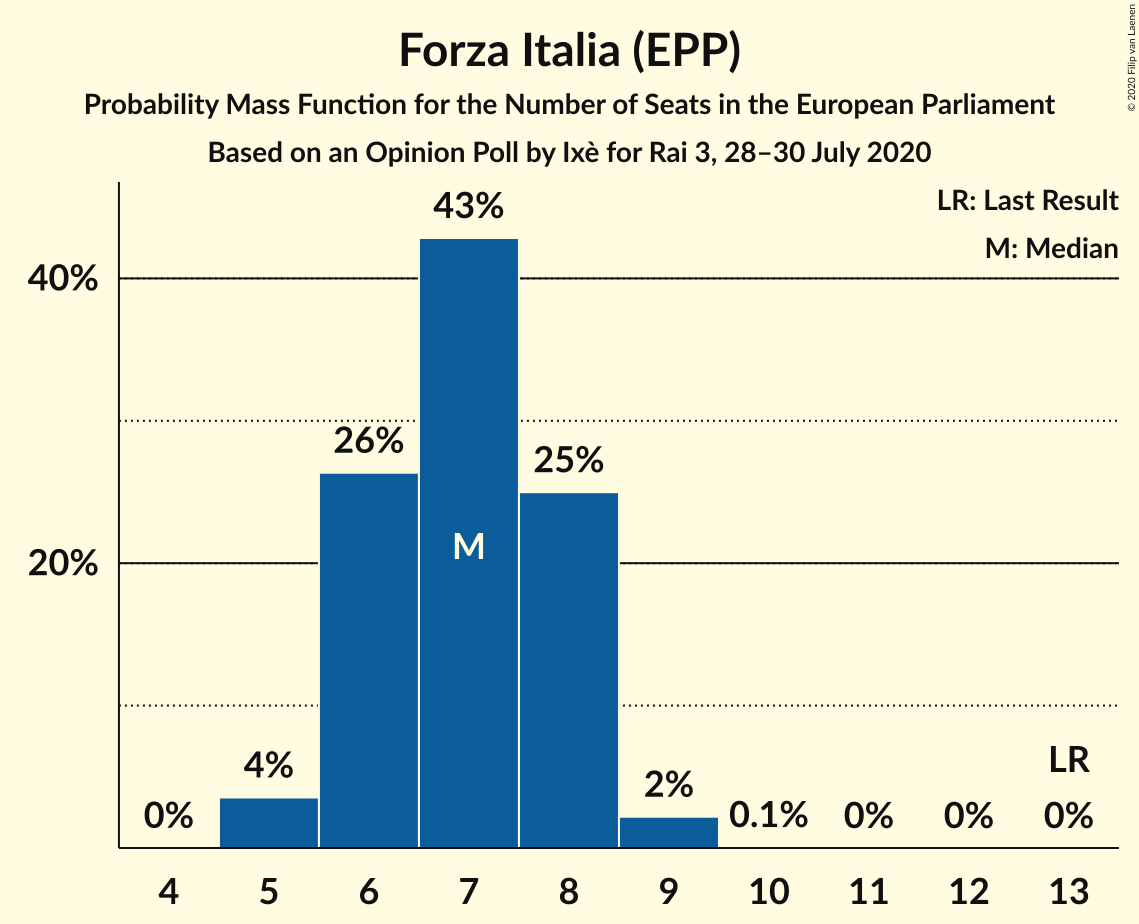 Forza Italia (EPP)
Probability Mass Function for the Number of Seats in the European Parliament
Based on an Opinion Poll by Ixè for Rai 3, 28–30 July 2020
© 2020 Filip van Laenen
LR: Last Result
M: Median
43%
40%
26%
25%
M
20%
4%
2%
LR
0%
0.1%
0%
0%
0%
4 5 6 7 8 9 10 11 12 13